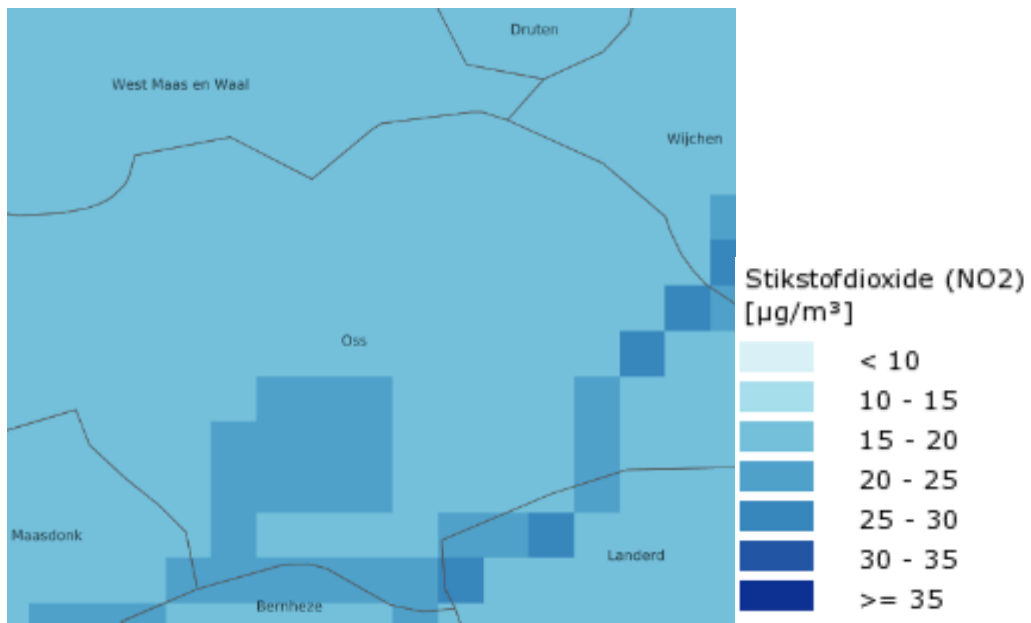 Druten
West Maas en Waal
Wijchen
Stikstofdioxide (NO2)
[µg/m³]
Oss
< 10
10 - 15
15 - 20
20 - 25
25 - 30
30 - 35
>= 35
Maasdonk
Landerd
Bernheze